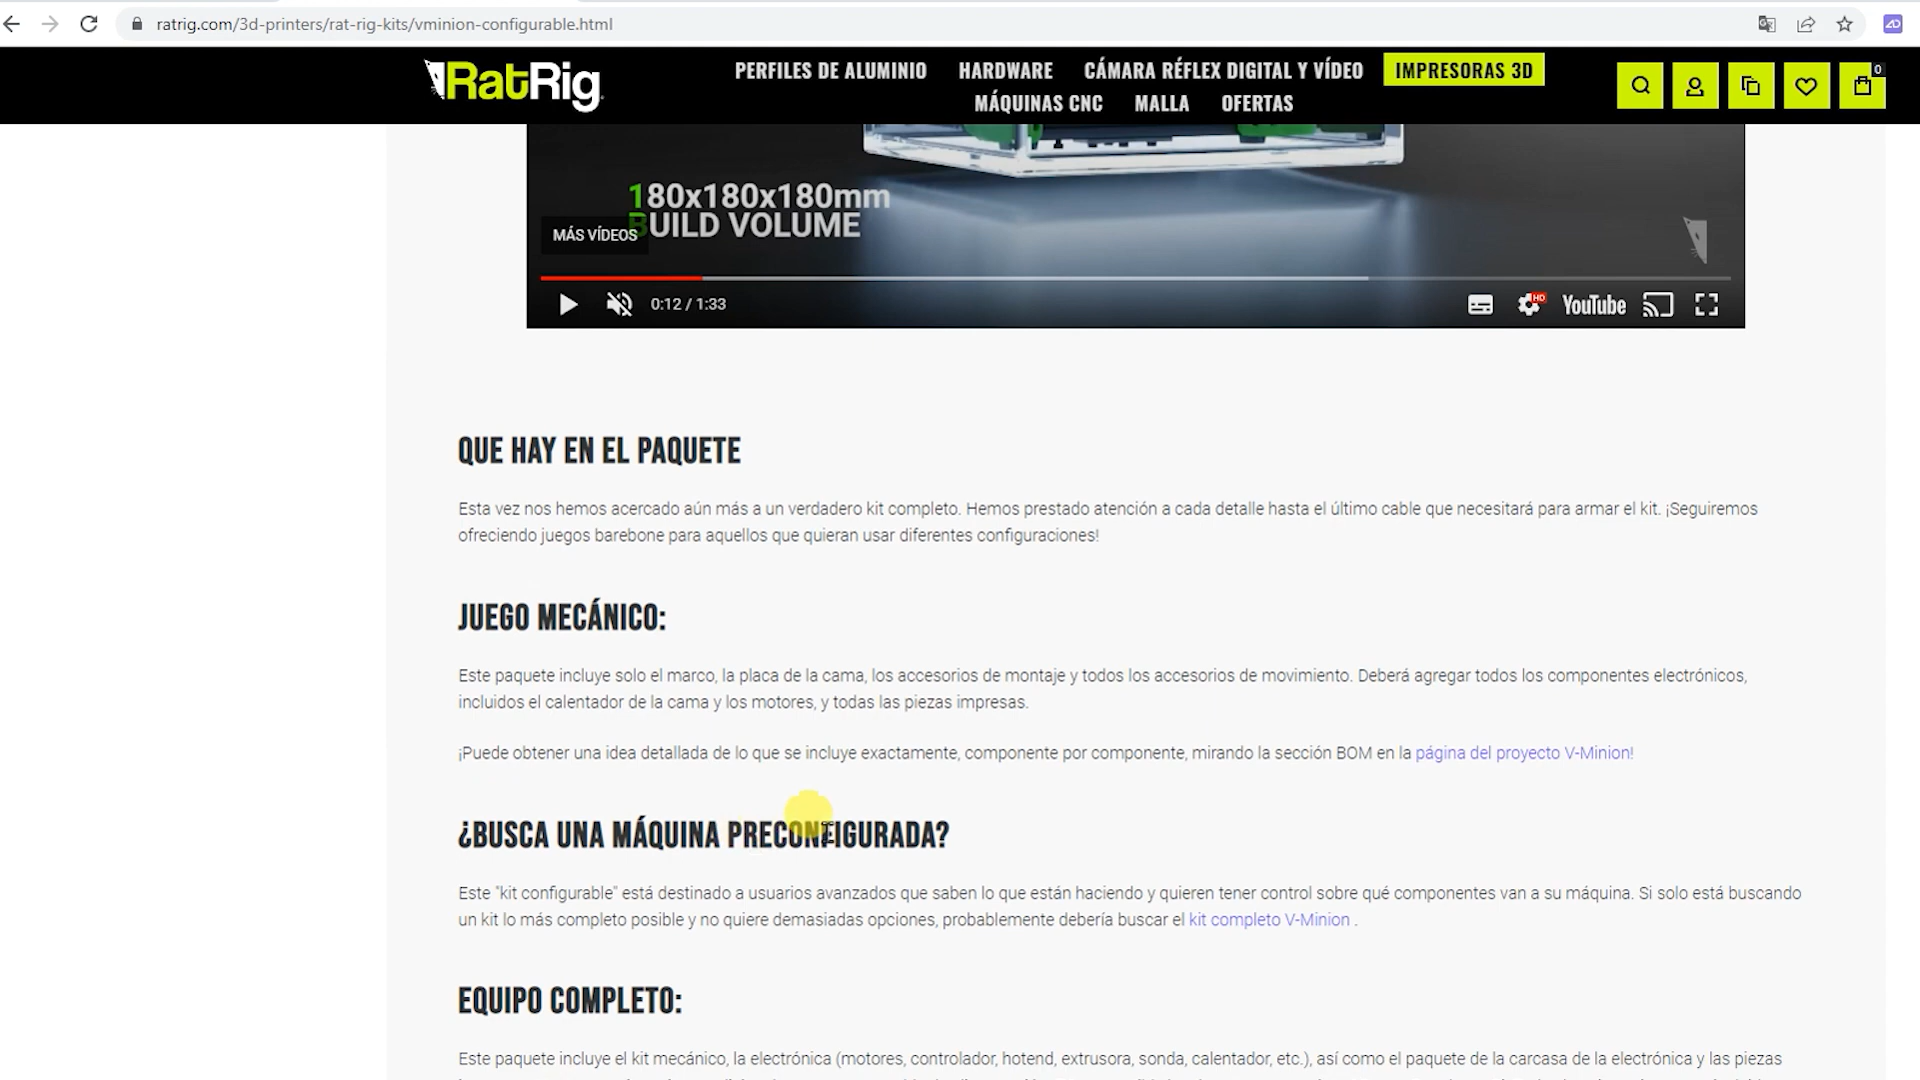 ratrig.com/3d-printers/rat-rig-kits/vminion-configurable.html
RatRig
PERFILES DE ALUMINIO HARDWARE CÁMARA RÉFLEX DIGITAL Y VÍDEO IMPRESORAS 3D
MÁQUINAS CNC MALLA OFERTAS
0
180x180x180mm
BUILD VOLUME
MÁS VÍDEOS
0:12 / 1:33
HD
YouTube
QUE HAY EN EL PAQUETE
Esta vez nos hemos acercado aún más a un verdadero kit completo. Hemos prestado atención a cada detalle hasta el último cable que necesitará para armar el kit. ¡Seguiremos
ofreciendo juegos barebone para aquellos que quieran usar diferentes configuraciones!
JUEGO MECÁNICO:
Este paquete incluye solo el marco, la placa de la cama, los accesorios de montaje y todos los accesorios de movimiento. Deberá agregar todos los componentes electrónicos,
incluidos el calentador de la cama y los motores, y todas las piezas impresas.
¡Puede obtener una idea detallada de lo que se incluye exactamente, componente por componente, mirando la sección BOM en la página del proyecto V-Minion!
¿BUSCA UNA MÁQUINA PRECONFIGURADA?
Este "kit configurable" está destinado a usuarios avanzados que saben lo que están haciendo y quieren tener control sobre qué componentes van a su máquina. Si solo está buscando
un kit lo más completo posible y no quiere demasiadas opciones, probablemente debería buscar el kit completo V-Minion .
EQUIPO COMPLETO:
Este paquete incluye el kit mecánico, la electrónica (motores, controlador, hotend, extrusora, sonda, calentador, etc.), así como el paquete de la carcasa de la electrónica y las piezas